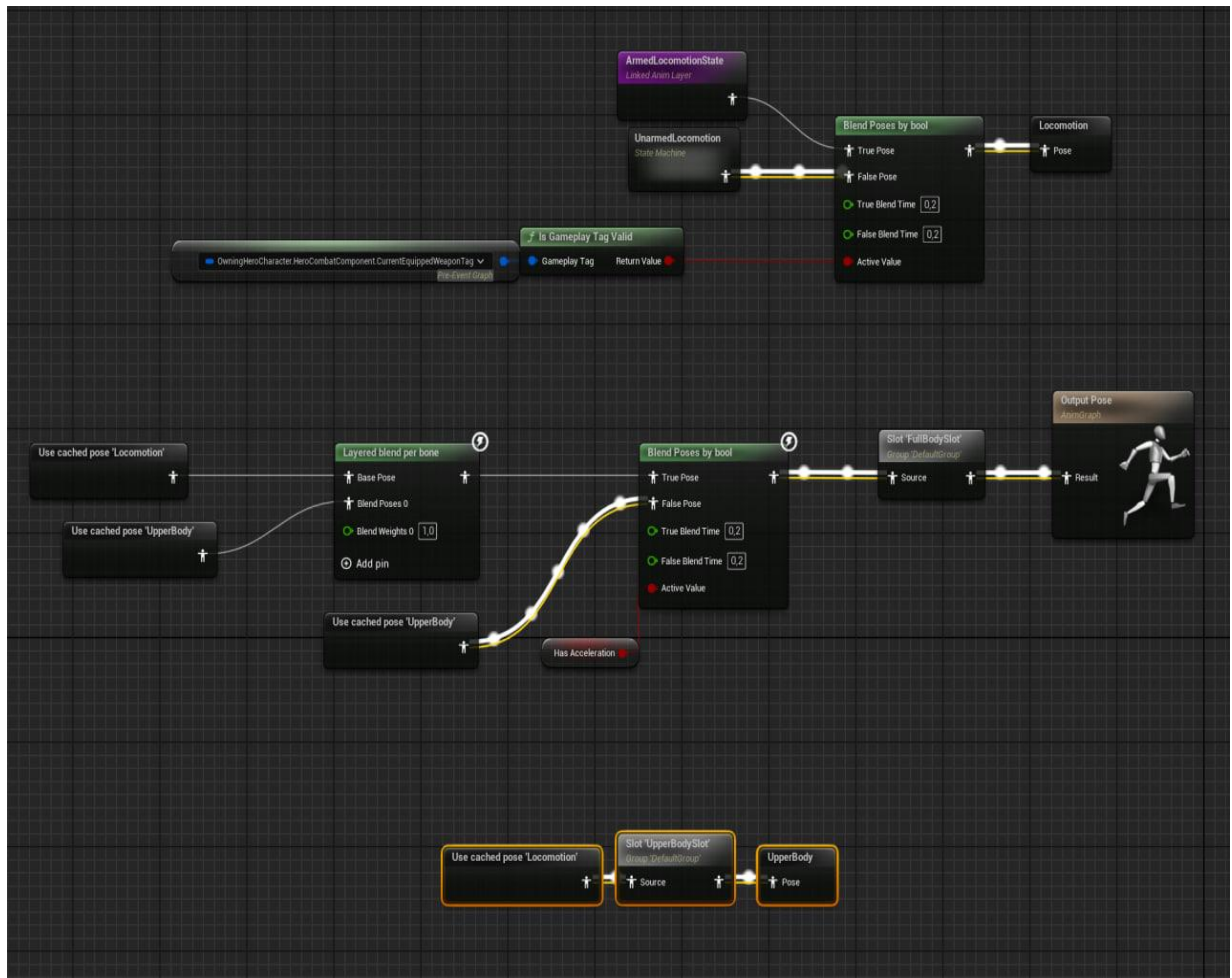 ArmedLocomotionState
Linked Anim Layer
UnarmedLocomotion
State Machine
Blend Poses by bool
True Pose
False Pose
True Blend Time 0,2
False Blend Time 0,2
Active Value
Locomotion
Pose
OwningHeroCharacter.HeroCombatComponent.CurrentEquippedWeaponTag
Pre-Event Graph
f Is Gameplay Tag Valid
Gameplay Tag Return Value
Use cached pose 'Locomotion'
Use cached pose 'UpperBody'
Layered blend per bone
Base Pose
Blend Poses 0
Blend Weights 0 1,0
Add pin
Use cached pose 'UpperBody'
Has Acceleration
Blend Poses by bool
True Pose
False Pose
True Blend Time 0,2
False Blend Time 0,2
Active Value
Slot 'FullBodySlot'
Group 'DefaultGroup'
Source
Output Pose
AnimGraph
Result
Use cached pose 'Locomotion'
Slot 'UpperBodySlot'
Group 'DefaultGroup'
Source
UpperBody
Pose